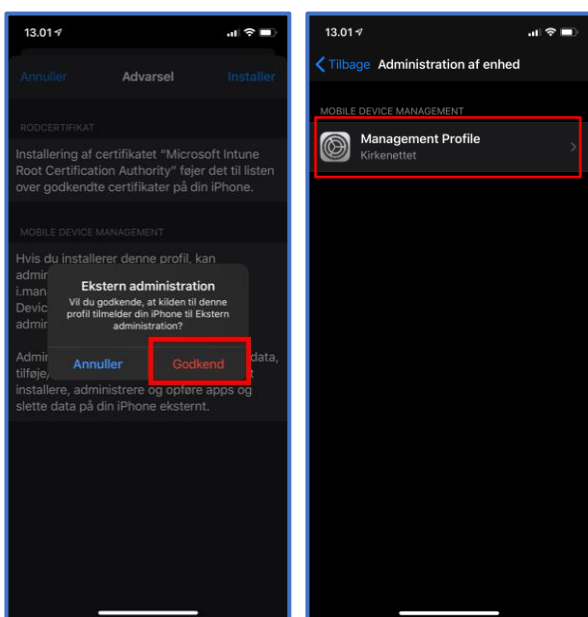 13.01
Annuller Advarsel Installer
RODCERTIFIKAT
Installering af certifikatet "Microsoft Intune
Root Certification Authority" føjer det til listen
over godkendte certifikater på din iPhone.
MOBILE DEVICE MANAGEMENT
Hvis du installerer denne profil, kan
i.man
Devic
Ekstern administration
Vil du godkende, at kilden til denne
profil tilmelder din iPhone til Ekstern
administration?
Annuller Godkend
data,
tilføje,
installere, administrere og opføre apps og
slette data på din iPhone eksternt.
13.01
Tilbage Administration af enhed
MOBILE DEVICE MANAGEMENT
Management Profile
Kirkenettet